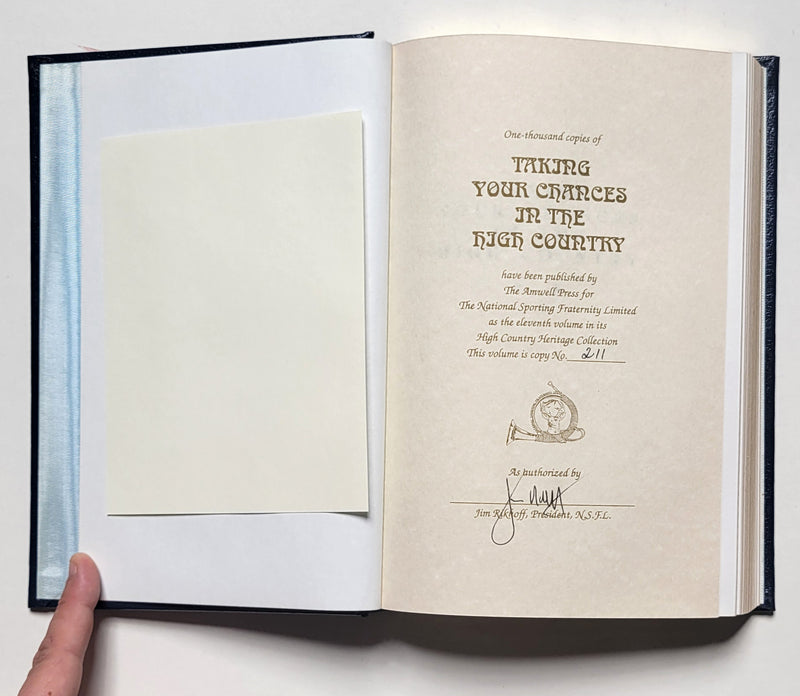 One-thousand copies of
TAKING
YOUR CHANCES
IN THE
HIGH COUNTRY
have been published by
The Amwell Press for
The National Sporting Fraternity Limited
as the eleventh volume in its
High Country Heritage Collection
This volume is copy No. 211
As authorized by
Jim Rikhoff, President, N.S.F.L.